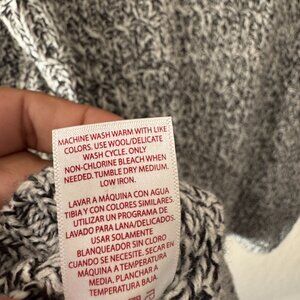 MACHINE WASH WARM WITH LIKE
COLORS. USE WOOL/DELICATE
WASH CYCLE. ONLY
NON-CHLORINE BLEACH WHEN
NEEDED. TUMBLE DRY MEDIUM.
LOW IRON.
LAVAR A MÁQUINA CON AGUA
TIBIA Y CON COLORES SIMILARES.
UTILIZAR UN PROGRAMA DE
LAVADO PARA LANA/DELICADOS.
USAR SOLAMENTE
BLANQUEADOR SIN CLORO
CUANDO SE NECESITE. SECAR EN
MÁQUINA A TEMPERATURA
MEDIA. PLANCHAR A
TEMPERATURA BAJA